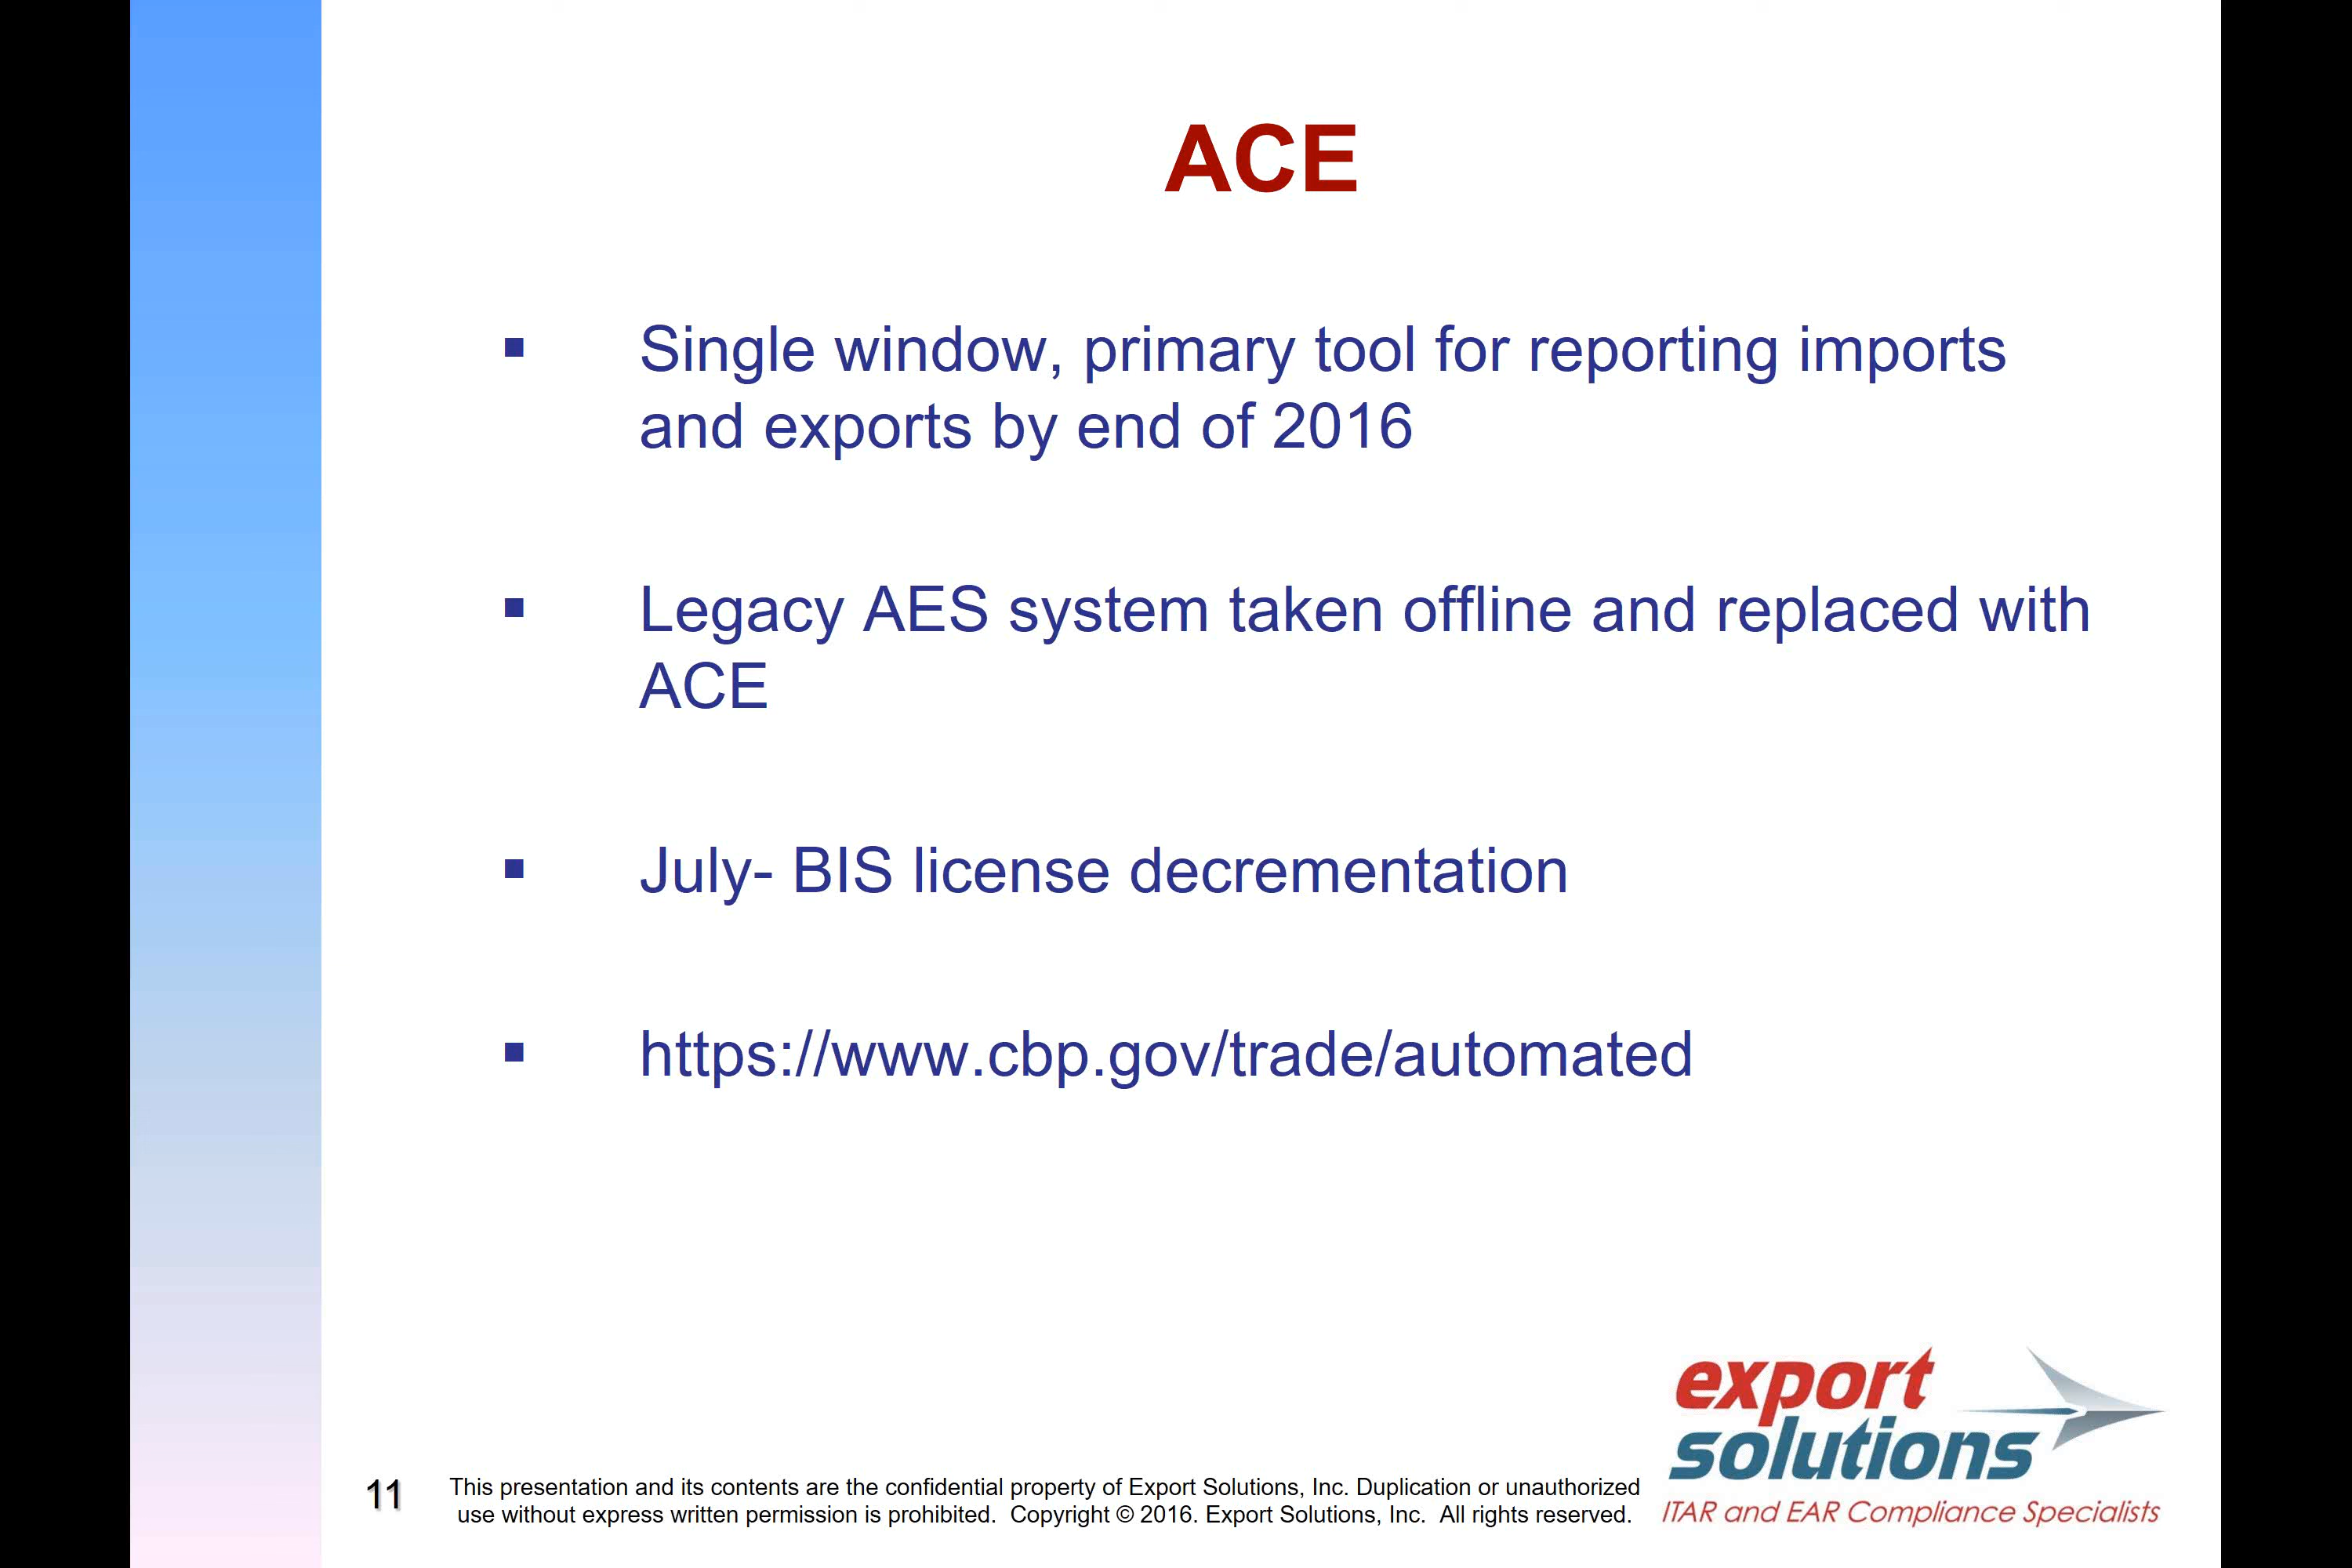 ACE
▪ Single window, primary tool for reporting imports
and exports by end of 2016
▪ Legacy AES system taken offline and replaced with
ACE
▪ July- BIS license decrementation
▪ https://www.cbp.gov/trade/automated
export
solutions
ITAR and EAR Compliance Specialists
11
This presentation and its contents are the confidential property of Export Solutions, Inc. Duplication or unauthorized
use without express written permission is prohibited.  Copyright © 2016. Export Solutions, Inc.  All rights reserved.